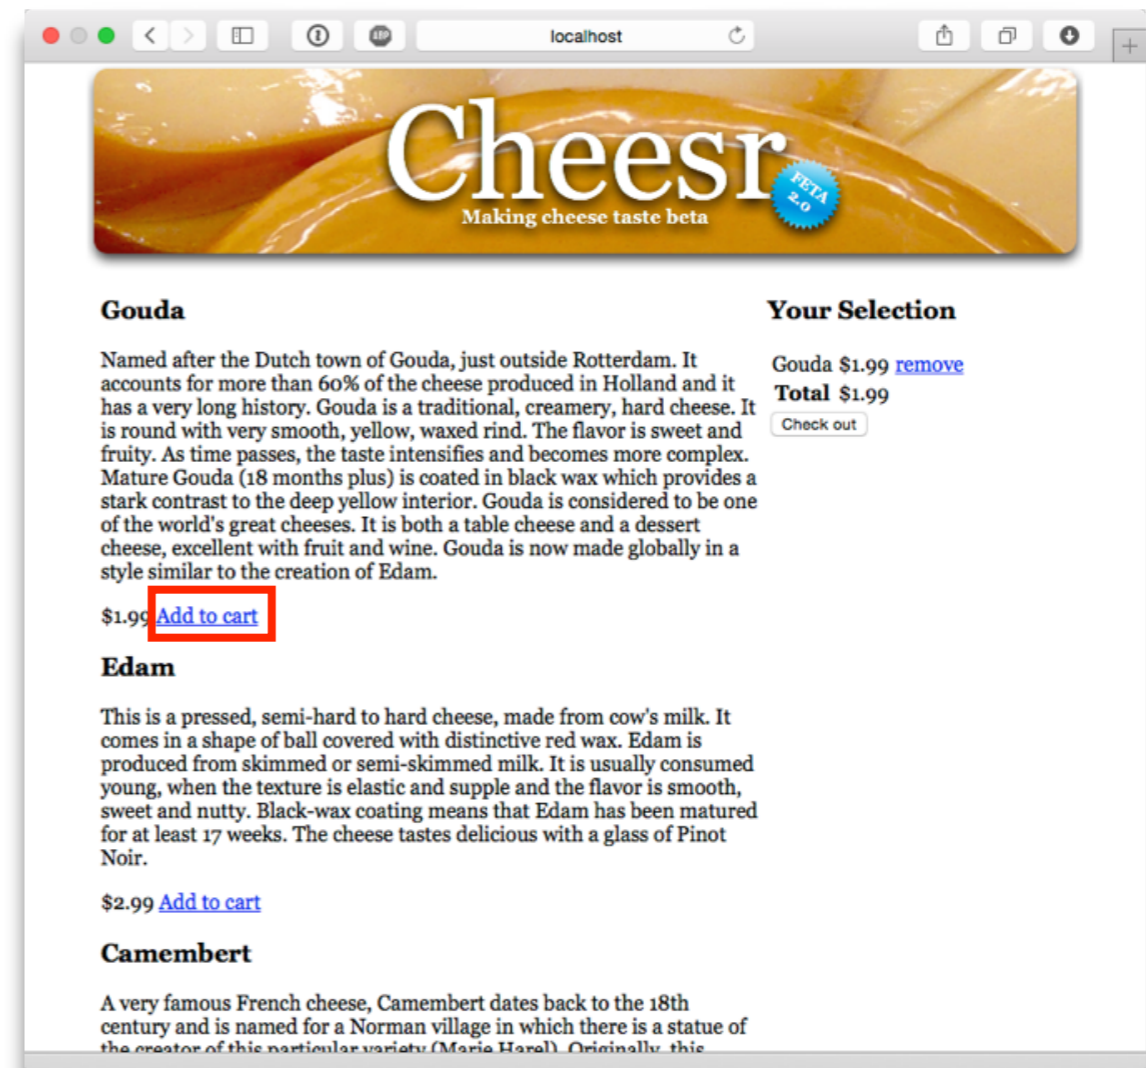 localhost
Cheesr
FETA
2.0
Making cheese taste beta
Gouda
Named after the Dutch town of Gouda, just outside Rotterdam. It
accounts for more than 60% of the cheese produced in Holland and it
has a very long history. Gouda is a traditional, creamery, hard cheese. It
is round with very smooth, yellow, waxed rind. The flavor is sweet and
fruity. As time passes, the taste intensifies and becomes more complex.
Mature Gouda (18 months plus) is coated in black wax which provides a
stark contrast to the deep yellow interior. Gouda is considered to be one
of the world's great cheeses. It is both a table cheese and a dessert
cheese, excellent with fruit and wine. Gouda is now made globally in a
style similar to the creation of Edam.
$1.99 Add to cart
Edam
This is a pressed, semi-hard to hard cheese, made from cow's milk. It
comes in a shape of ball covered with distinctive red wax. Edam is
produced from skimmed or semi-skimmed milk. It is usually consumed
young, when the texture is elastic and supple and the flavor is smooth,
sweet and nutty. Black-wax coating means that Edam has been matured
for at least 17 weeks. The cheese tastes delicious with a glass of Pinot
Noir.
$2.99 Add to cart
Camembert
A very famous French cheese, Camembert dates back to the 18th
century and is named for a Norman village in which there is a statue of
the creator of this particular variety (Marie Harel). Originally, this
Your Selection
Gouda $1.99 remove
Total $1.99
Check out